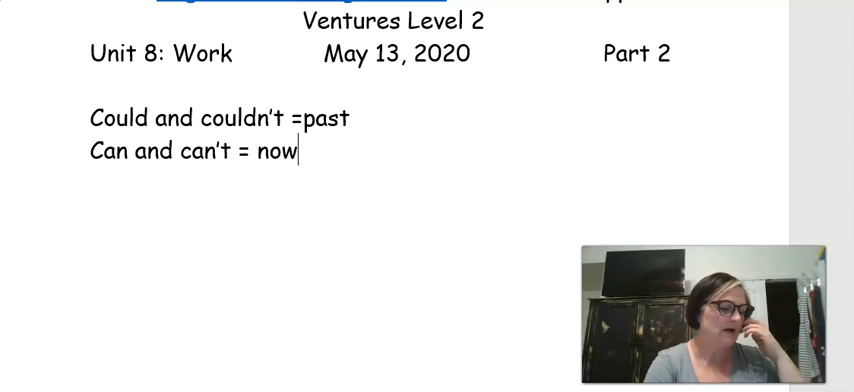 Ventures Level 2
Unit 8: Work May 13, 2020 Part 2
Could and couldn't =past
Can and can't = now